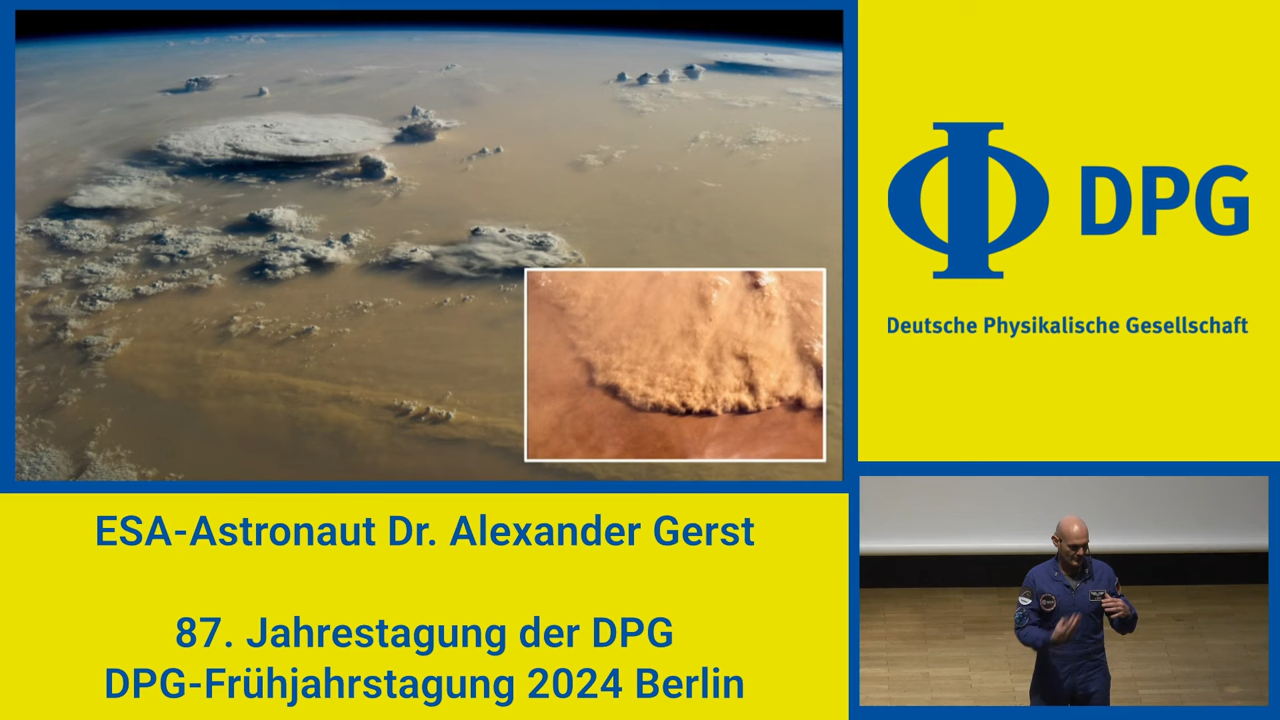 DPG
Deutsche Physikalische Gesellschaft
ESA-Astronaut Dr. Alexander Gerst
87. Jahrestagung der DPG
DPG-Frühjahrstagung 2024 Berlin